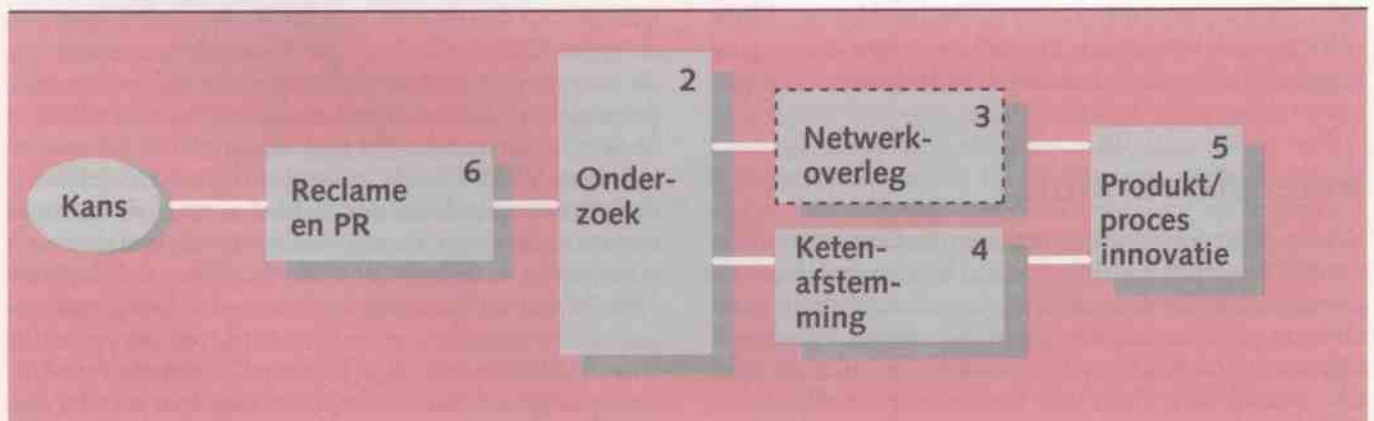 Kans
6
Reclame
en PR
2
Onder-
zoek
3
Netwerk-
overleg
4
Keten-
afstem-
ming
5
Produkt/
proces
innovatie